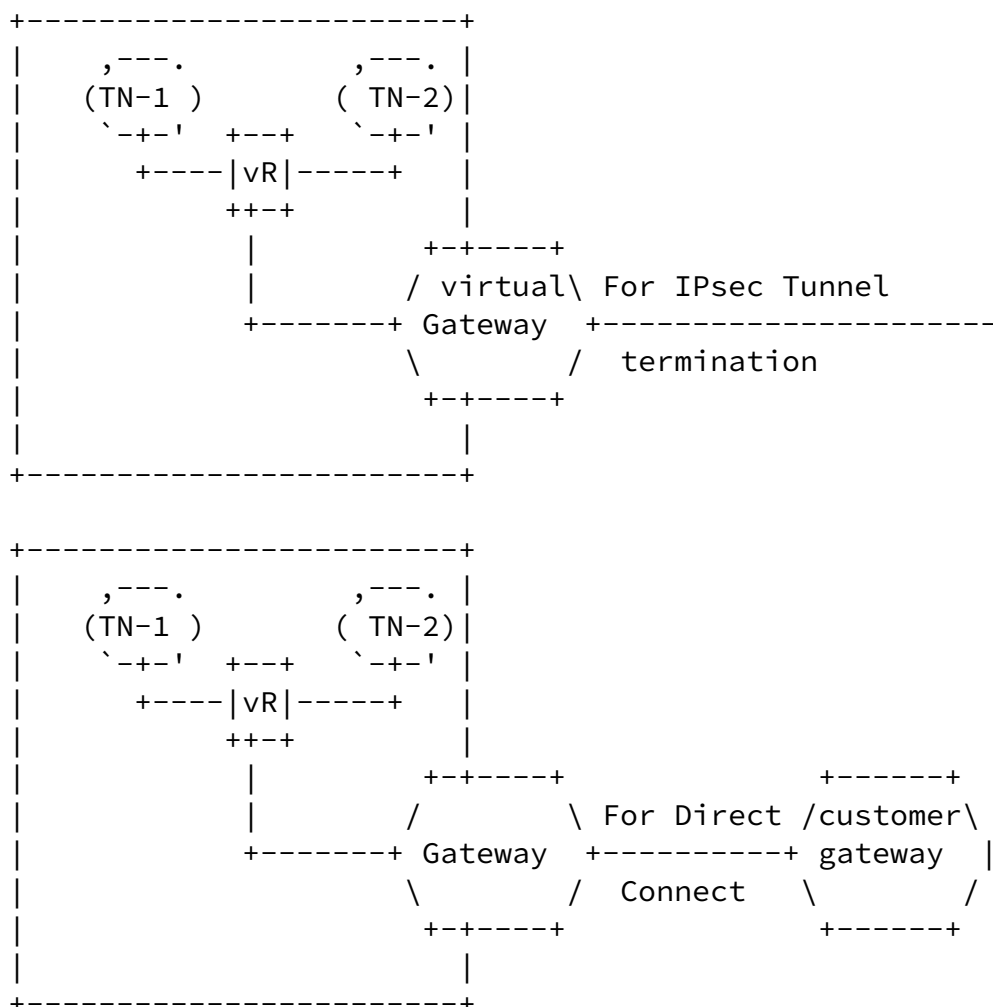 +------------------------+
|    ,---.         ,---. |
|   (TN-1 )       ( TN-2)|
|    `-+-'  +--+   `-+-' |
|      +----|vR|-----+   |
|           ++-+         |
|            |         +-+----+
|            |        / virtual\ For IPsec Tunnel
|            +-------+ Gateway  +----------------------
|                     \        /  termination
|                      +-+----+
|                        |
+------------------------+
+------------------------+
|    ,---.         ,---. |
|   (TN-1 )       ( TN-2)|
|    `-+-'  +--+   `-+-' |
|      +----|vR|-----+   |
|           ++-+         |
|            |         +-+----+              +------+
|            |        /        \ For Direct /customer\
|            +-------+ Gateway  +----------+ gateway  |
|                     \        /  Connect   \        /
|                      +-+----+              +------+
|                        |
+------------------------+